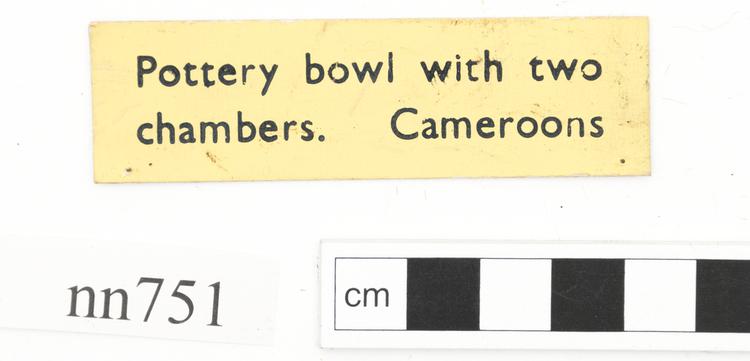 Pottery bowl with two
chambers. Cameroons
nn751
cm